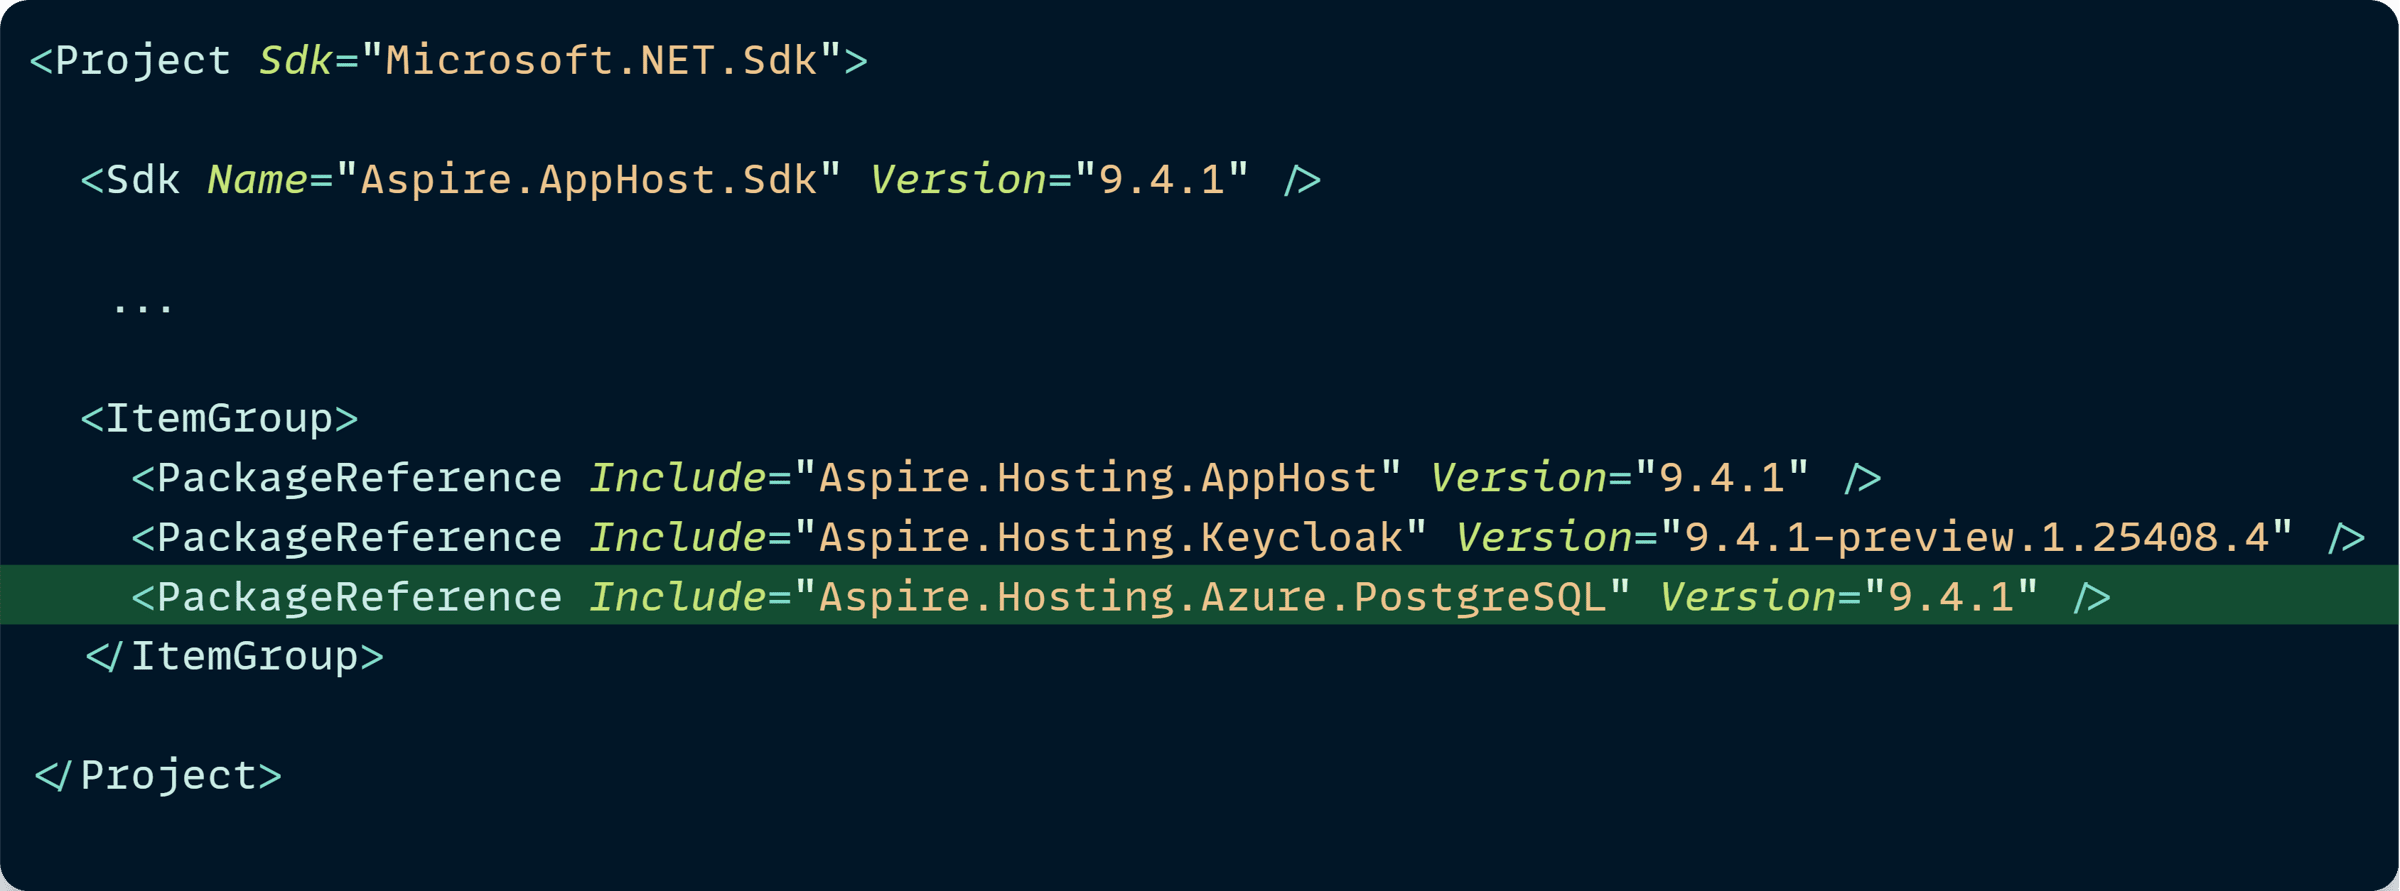 <Project Sdk="Microsoft.NET.Sdk">
<Sdk Name="Aspire.AppHost.Sdk" Version="9.4.1" />
...
<ItemGroup>
<PackageReference Include="Aspire.Hosting.AppHost" Version="9.4.1" />
<PackageReference Include="Aspire.Hosting.Keycloak" Version="9.4.1-preview.1.25408.4" />
<PackageReference Include="Aspire.Hosting.Azure.PostgreSQL" Version="9.4.1" />
</ItemGroup>
</Project>